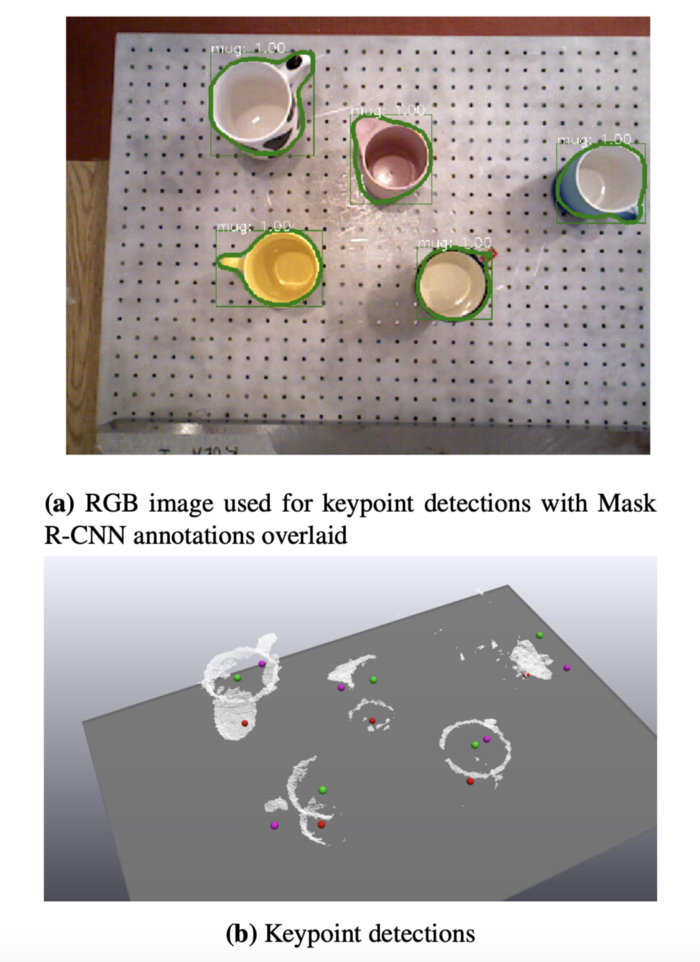 mug: 1.00
mug: 1.00
mug: 1.00
mug: 1.00
mug: 1.00
(a) RGB image used for keypoint detections with Mask
R-CNN annotations overlaid
(b) Keypoint detections